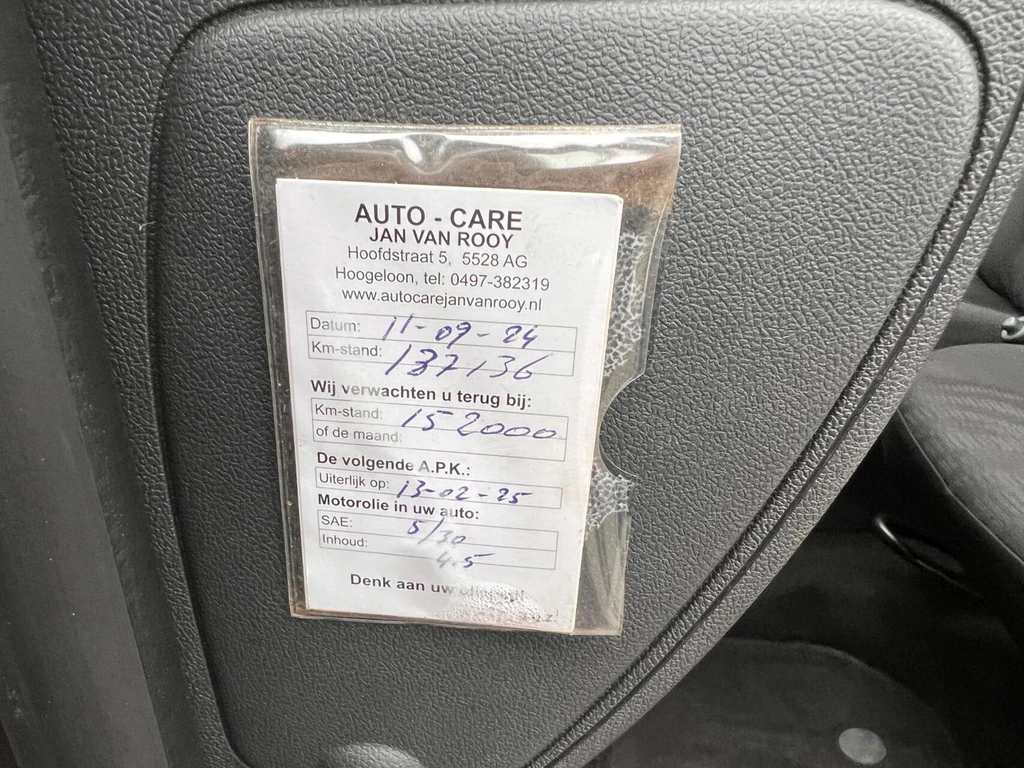 AUTO - CARE
JAN VAN ROOY
Hoofdstraat 5, 5528 AG
Hoogeloon, tel: 0497-382319
www.autocarejanvanrooy.nl
Datum: 11-09-24
Km-stand: 137136
Wij verwachten u terug bij:
Km-stand: 152000
of de maand:
De volgende A.P.K.:
Uiterlijk op: 13-02-25
Motorolie in uw auto:
SAE: 5/30
Inhoud: 4.5
Denk aan uw